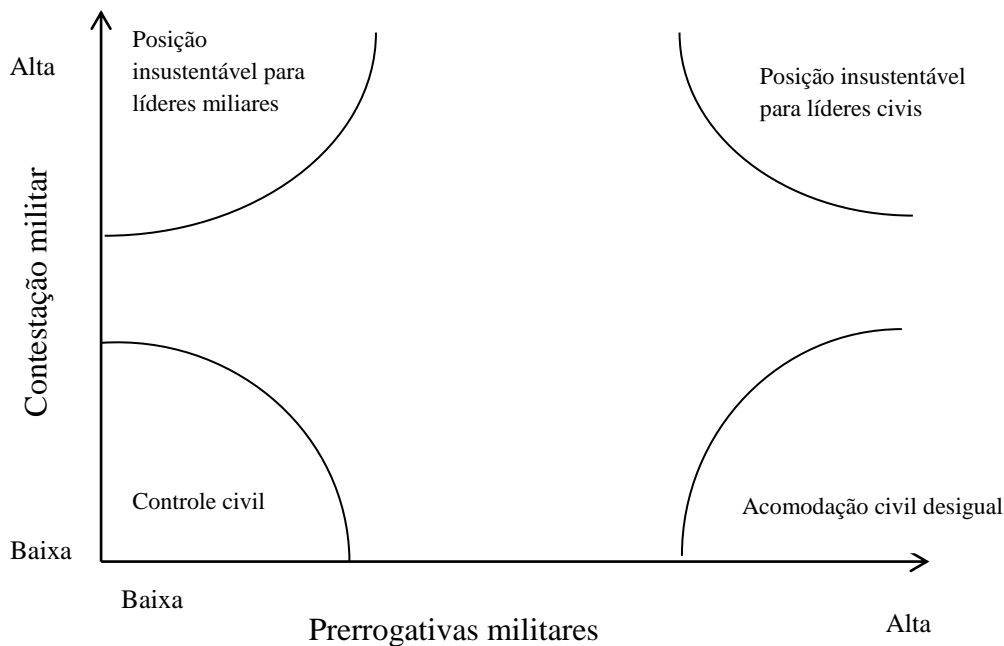 Posição
insustentável para
líderes miliares
Alta
Posição insustentável
para líderes civis
Contestação militar
Controle civil
Acomodação civil desigual
Baixa
Baixa
Prerrogativas militares
Alta